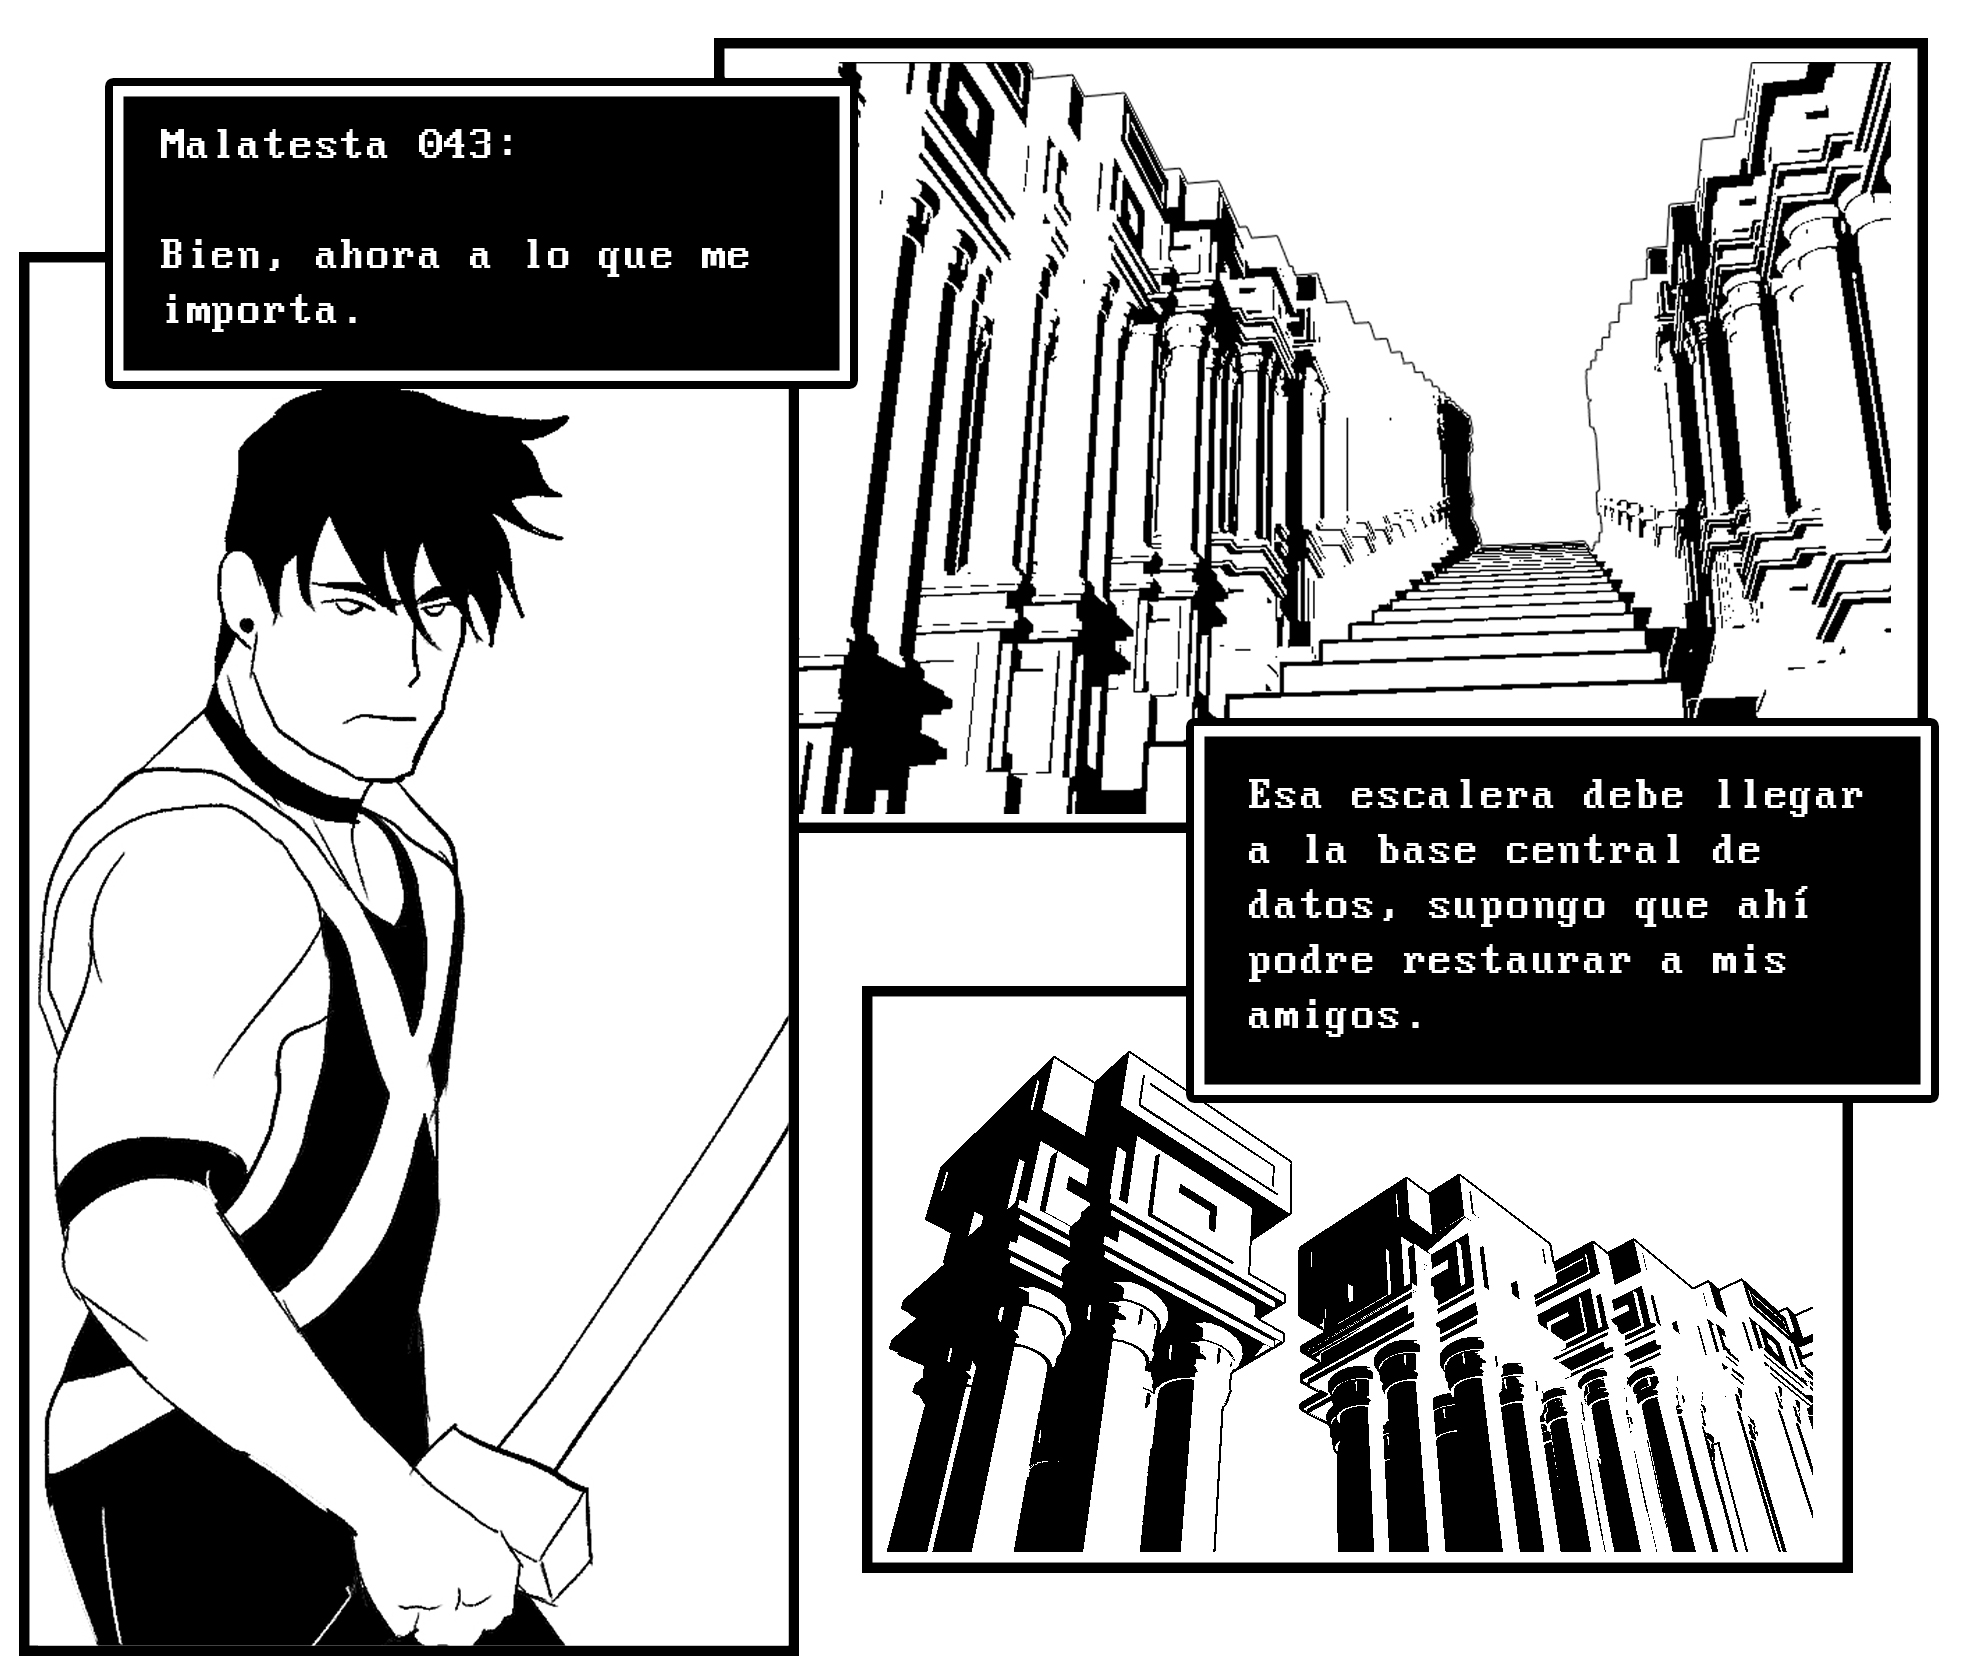 Malatesta 043:
Bien, ahora a lo que me
importa.
Esa escalera debe llegar
a la base central de
datos, supongo que ahí
podre restaurar a mis
amigos.